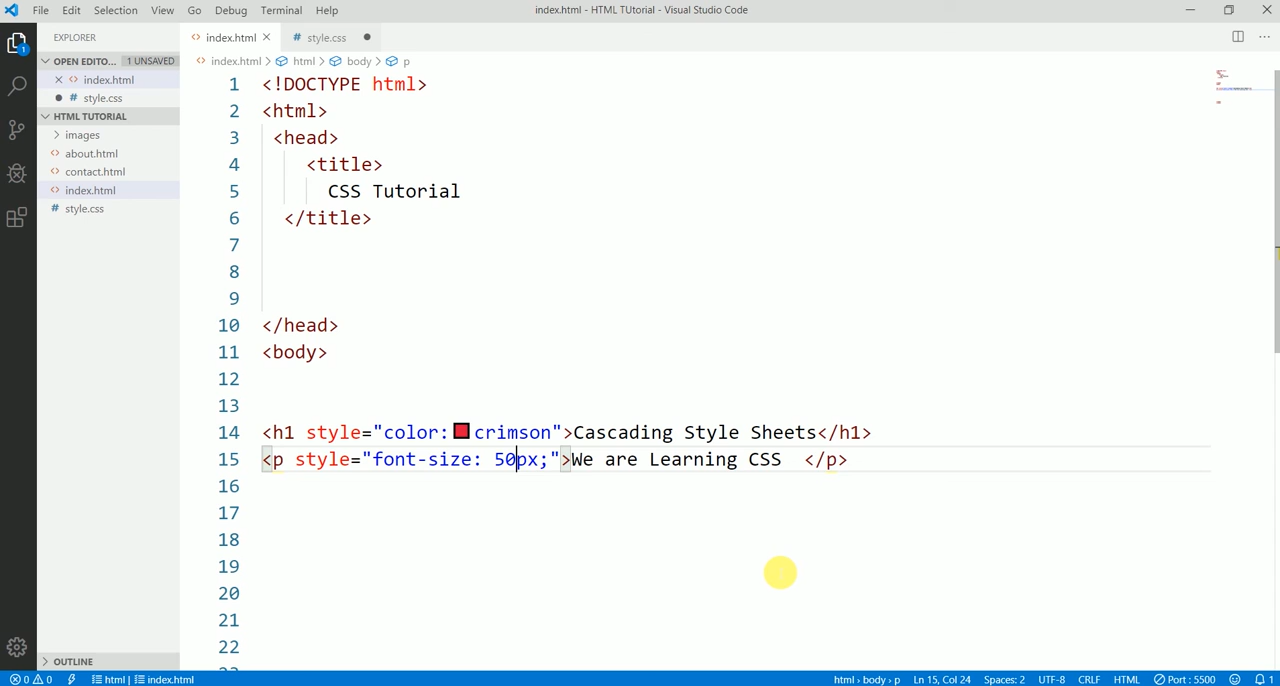 File Edit Selection View Go Debug Terminal Help
index.html - HTML TUtorial - Visual Studio Code
EXPLORER
index.html
# style.css
OPEN EDITO... 1 UNSAVED
index.html
# style.css
HTML TUTORIAL
images
about.html
contact.html
index.html
# style.css
OUTLINE
1
index.html > html > body > p
1 <!DOCTYPE html>
2 <html>
3 <head>
4 <title>
5 CSS Tutorial
6 </title>
7
8
9
10 </head>
11 <body>
12
13
14 <h1 style="color: crimson">Cascading Style Sheets</h1>
15 <p style="font-size: 50px;">We are Learning CSS  </p>
16
17
18
19
20
21
22
0 0 html | index.html html › body › p Ln 15, Col 24 Spaces: 2 UTF-8 CRLF HTML Port : 5500 1